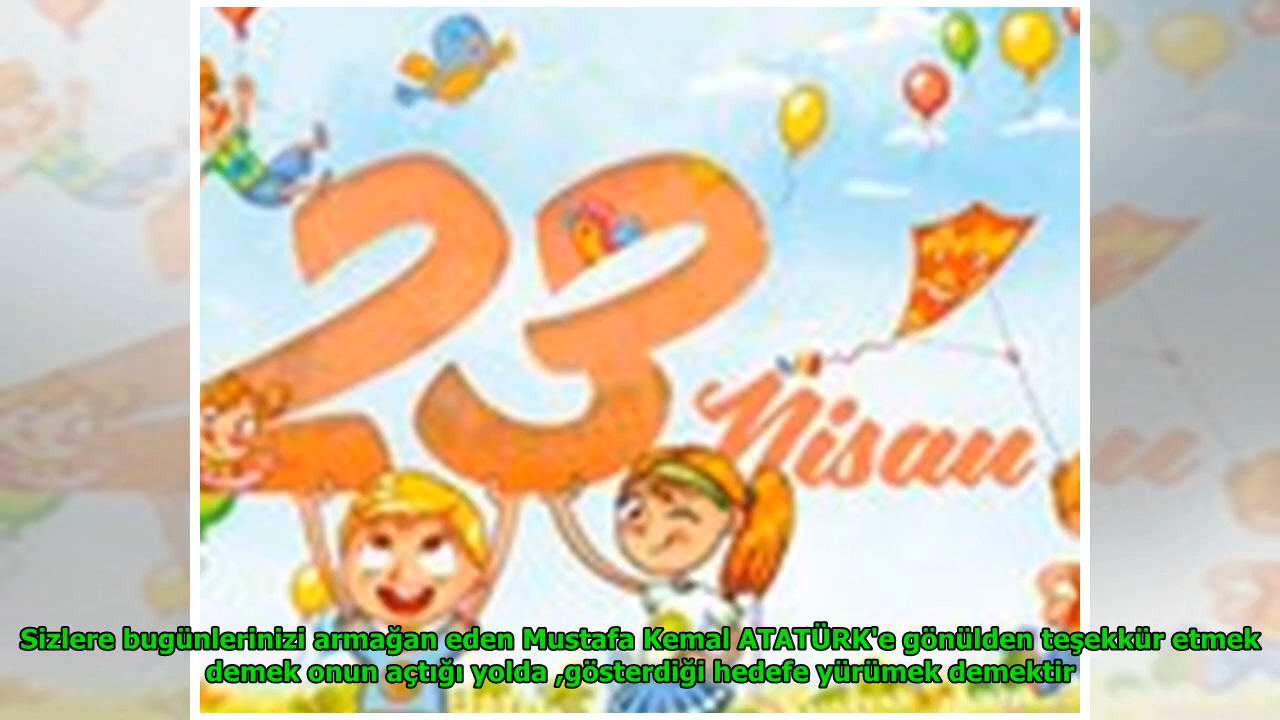 23
Nisan
Sizlere bugünlerinizi armağan eden Mustafa Kemal ATATÜRK'e gönülden teşekkür etmek
demek onun açtığı yolda ,gösterdiği hedefe yürümek demektir